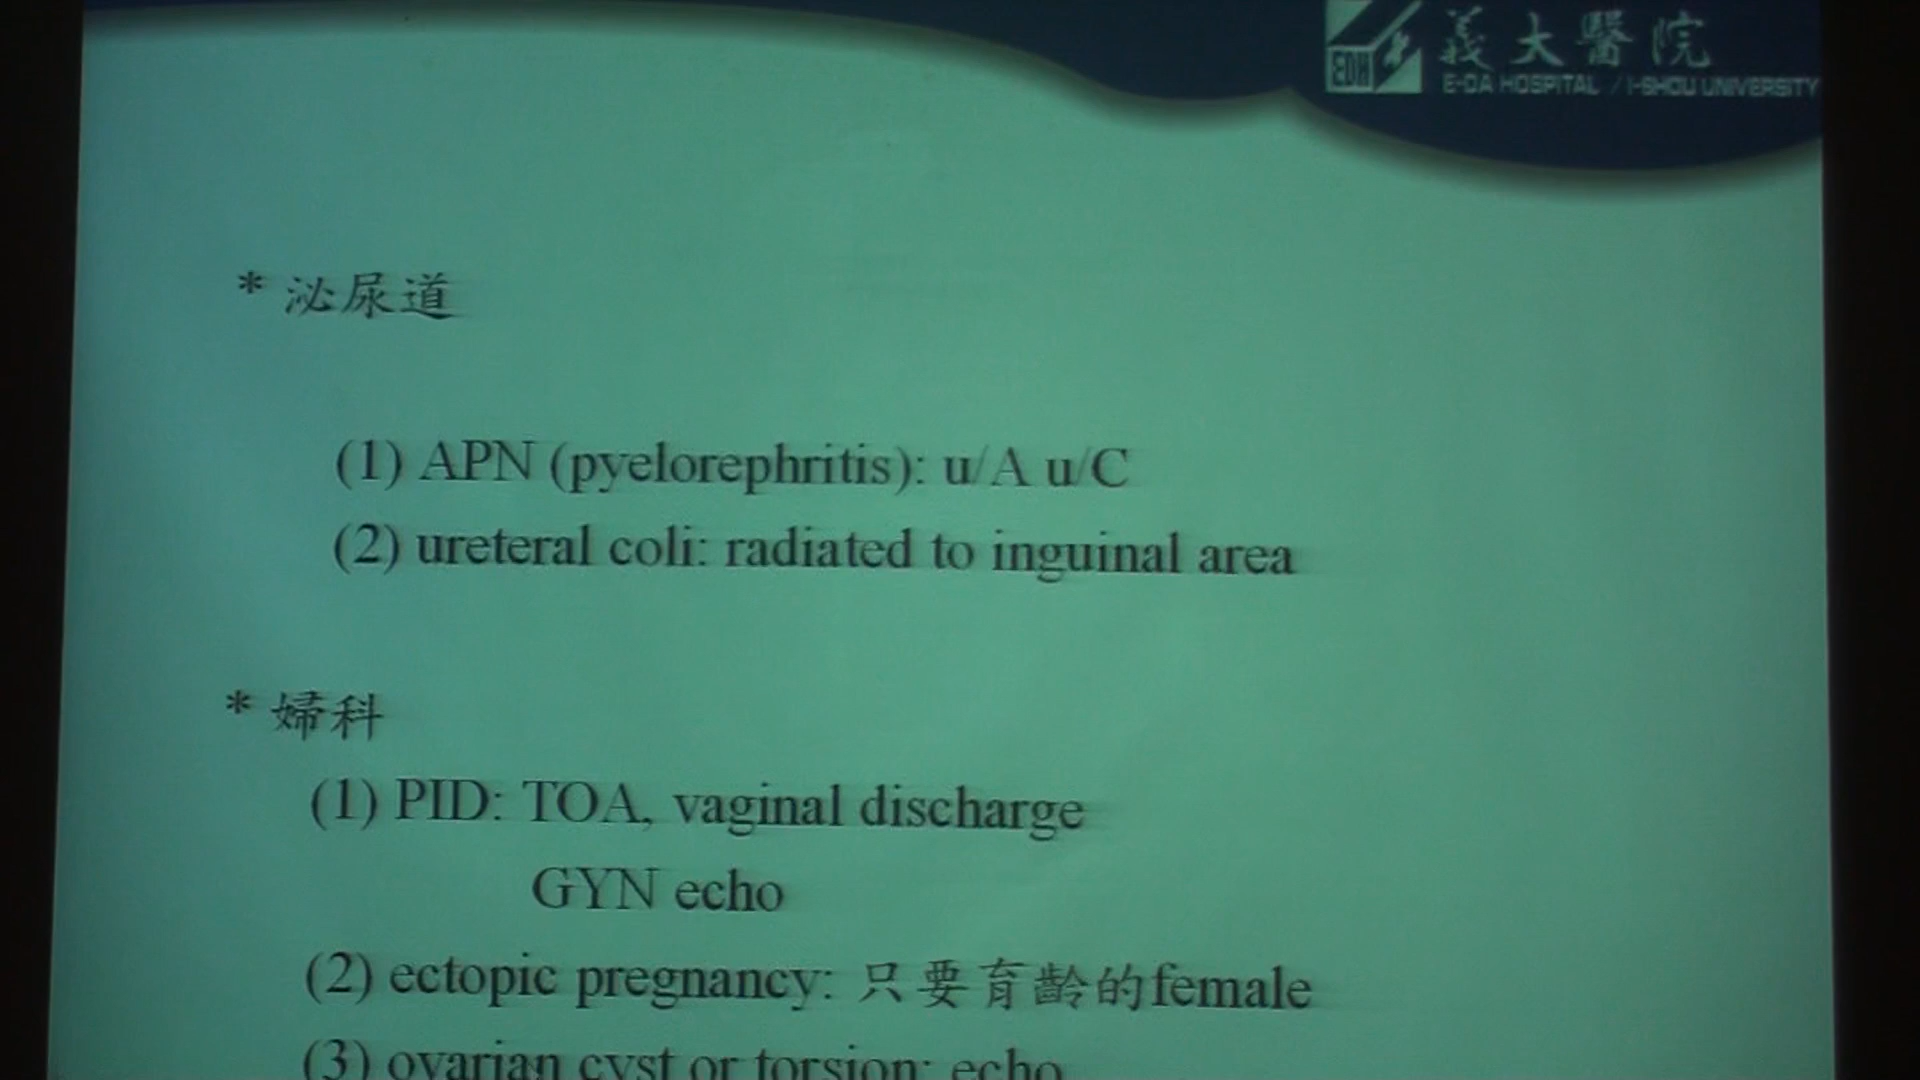 EDH 義大醫院
E-DA HOSPITAL / I-SHOU UNIVERSITY
* 泌尿道
(1) APN (pyelorephritis): u/A u/C
(2) ureteral coli: radiated to inguinal area
* 婦科
(1) PID: TOA, vaginal discharge
GYN echo
(2) ectopic pregnancy: 只要育齡的female
(3) ovarian cyst or torsion: echo